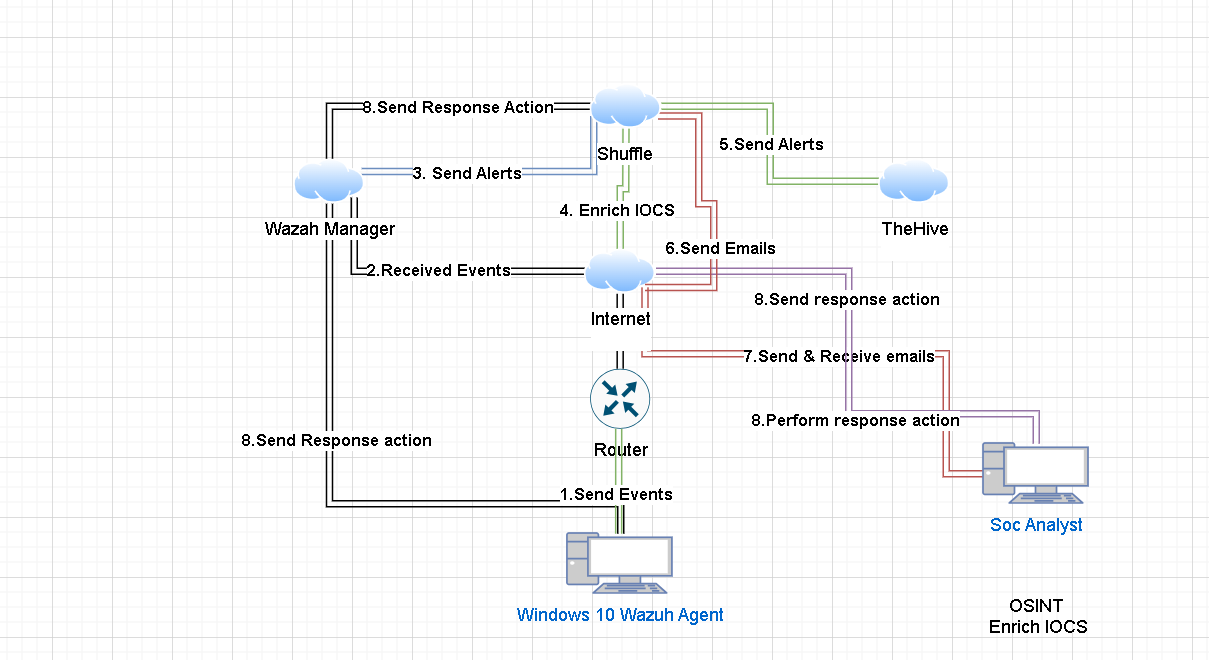 8.Send Response Action
Shuffle
5.Send Alerts
3. Send Alerts
4. Enrich IOCS
Wazah Manager
TheHive
6.Send Emails
2.Received Events
8.Send response action
Internet
7.Send & Receive emails
8.Perform response action
8.Send Response action
Router
1.Send Events
Soc Analyst
Windows 10 Wazuh Agent
OSINT
Enrich IOCS